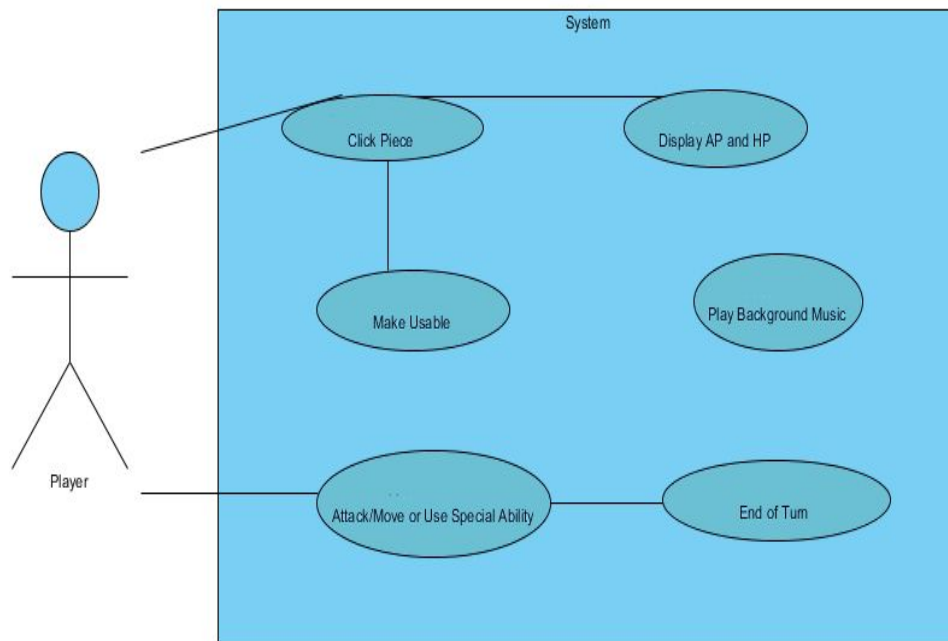 System
Click Piece
Display AP and HP
Make Usable
Play Background Music
Player
Attack/Move or Use Special Ability
End of Turn